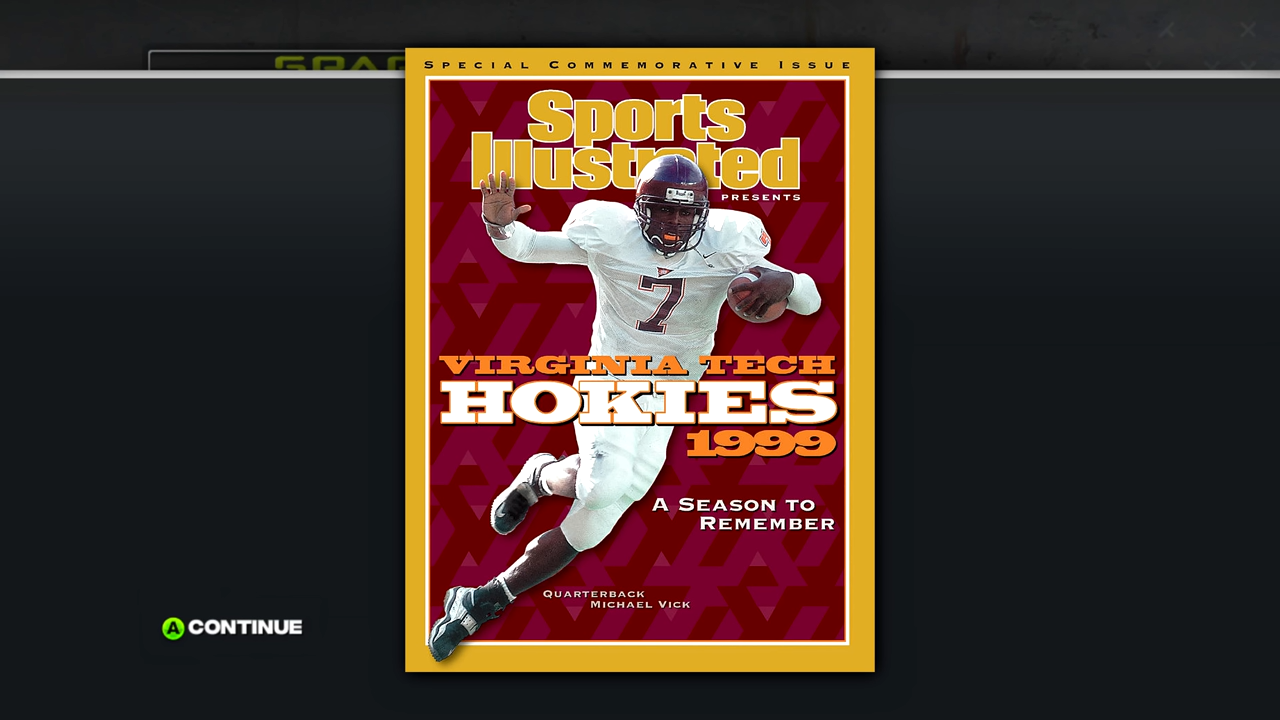 SPECIAL COMMEMORATIVE ISSUE
Sports
Illustrated
PRESENTS
7
VIRGINIA TECH
HOKIES
1999
A SEASON TO
REMEMBER
QUARTERBACK
MICHAEL VICK
A CONTINUE